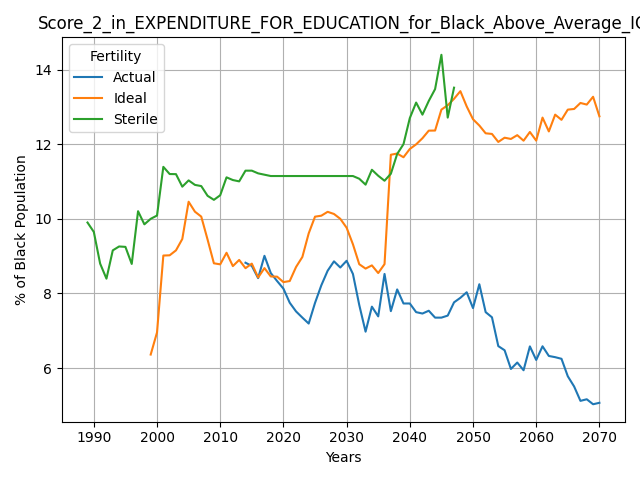 Score_2_in_EXPENDITURE_FOR_EDUCATION_for_Black_Above_Average_IQ
Fertility
Actual
Ideal
Sterile
% of Black Population
14
12
10
8
6
1990 2000 2010 2020 2030 2040 2050 2060 2070
Years